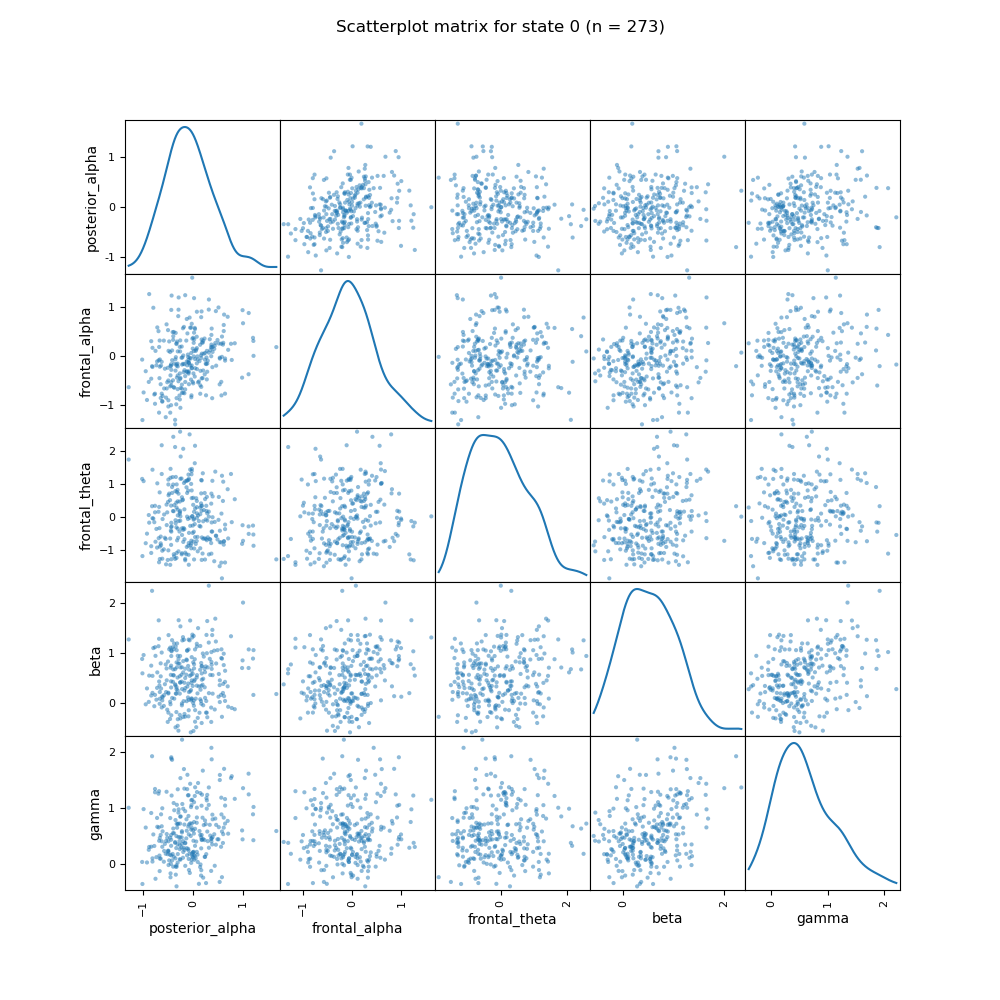 Scatterplot matrix for state 0 (n = 273)
posterior_alpha
1
0
-1
frontal_alpha
1
0
−1
frontal_theta
2
1
0
−1
beta
2
1
0
gamma
2
1
0
−1 0 1
−1 0 1
0 2
0 2
0 1 2
posterior_alpha frontal_alpha frontal_theta beta gamma